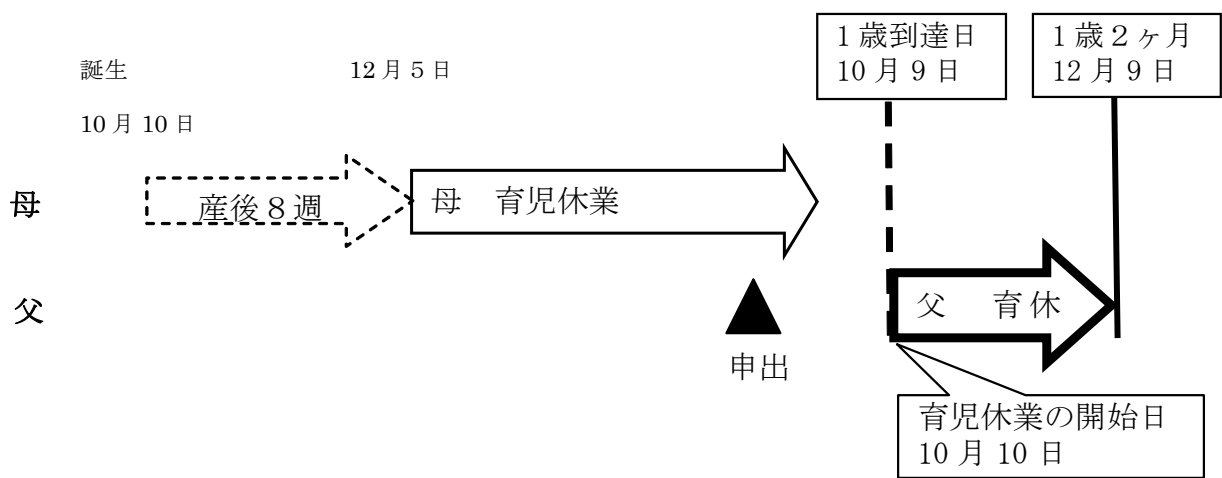 1歳到達日
10月9日
1歳2ヶ月
12月9日
誕生
12月5日
10月10日
母
産後8週
母 育児休業
父
父 育休
申出
育児休業の開始日
10月10日